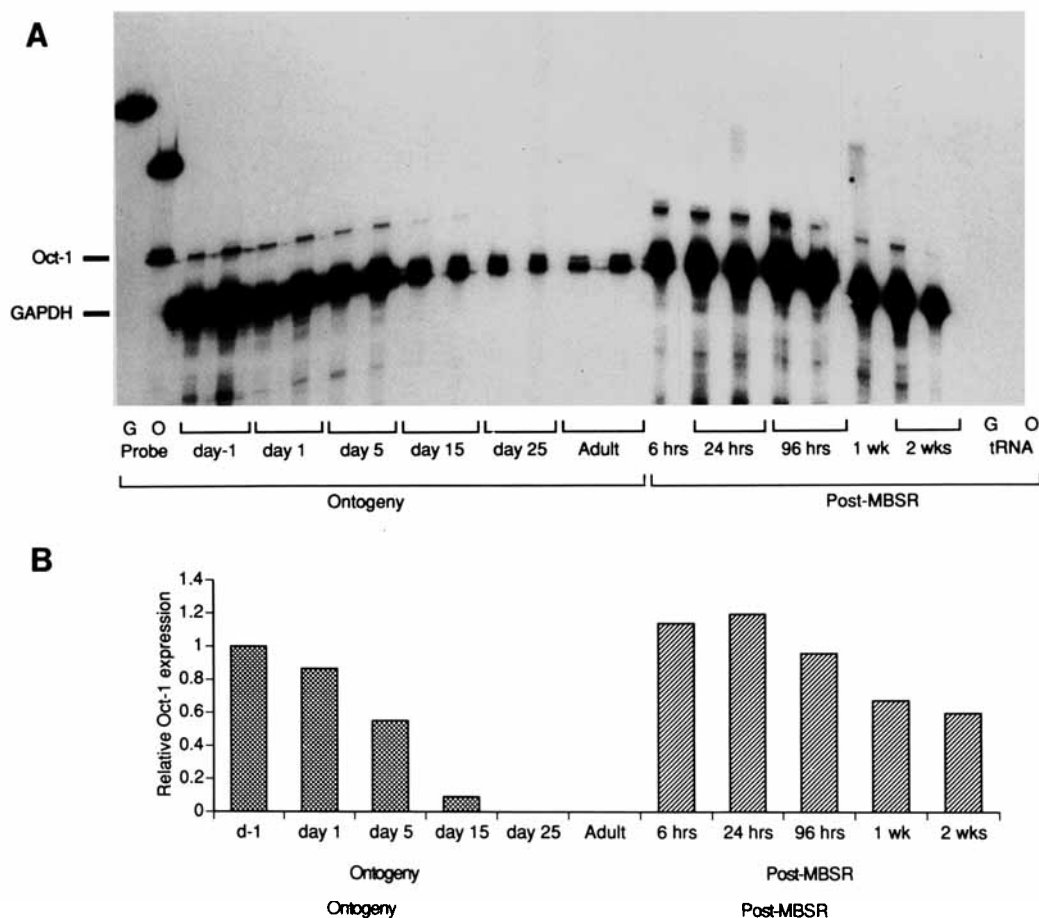 A
Oct-1
GAPDH
G O
Probe day-1 day 1 day 5 day 15 day 25 Adult 6 hrs 24 hrs 96 hrs 1 wk 2 wks G O
tRNA
Ontogeny Post-MBSR
B
Relative Oct-1 expression
1.4
1.2
1
0.8
0.6
0.4
0.2
0
d-1 day 1 day 5 day 15 day 25 Adult 6 hrs 24 hrs 96 hrs 1 wk 2 wks
Ontogeny Post-MBSR
Ontogeny Post-MBSR